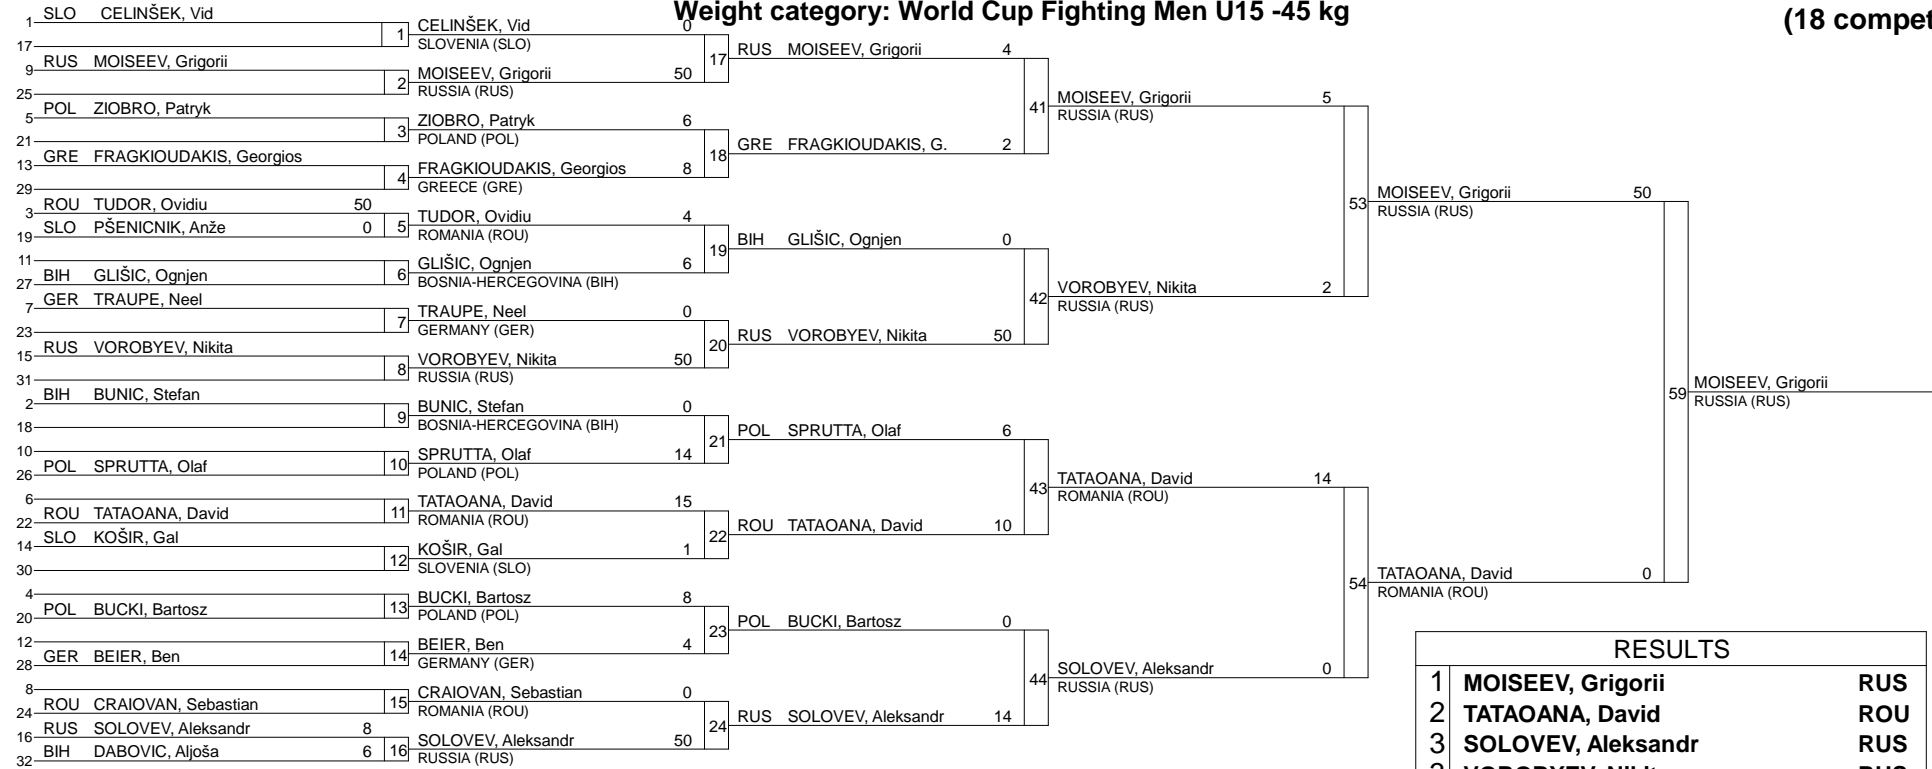 Weight category: World Cup Fighting Men U15 -45 kg
(18 compet
1 SLO CELINŠEK, Vid
17
1
9 RUS MOISEEV, Grigorii
25
2
5 POL ZIOBRO, Patryk
21
3
13 GRE FRAGKIOUDAKIS, Georgios
29
4
3 ROU TUDOR, Ovidiu 50
19 SLO PŠENICNIK, Anže 0
5
11
27 BIH GLIŠIC, Ognjen
6
7 GER TRAUPE, Neel
23
7
15 RUS VOROBYEV, Nikita
31
8
2 BIH BUNIC, Stefan
18
9
10
26 POL SPRUTTA, Olaf
10
6
22 ROU TATAOANA, David
11
14 SLO KOŠIR, Gal
30
12
4
20 POL BUCKI, Bartosz
13
12
28 GER BEIER, Ben
14
8
24 ROU CRAIOVAN, Sebastian
15
16 RUS SOLOVEV, Aleksandr 8
32 BIH DABOVIC, Aljoša 6
16
CELINŠEK, Vid 0
SLOVENIA (SLO)
17
MOISEEV, Grigorii 50
RUSSIA (RUS)
ZIOBRO, Patryk 6
POLAND (POL)
18
FRAGKIOUDAKIS, Georgios 8
GREECE (GRE)
TUDOR, Ovidiu 4
ROMANIA (ROU)
19
GLIŠIC, Ognjen 6
BOSNIA-HERCEGOVINA (BIH)
TRAUPE, Neel 0
GERMANY (GER)
20
VOROBYEV, Nikita 50
RUSSIA (RUS)
BUNIC, Stefan 0
BOSNIA-HERCEGOVINA (BIH)
21
SPRUTTA, Olaf 14
POLAND (POL)
TATAOANA, David 15
ROMANIA (ROU)
22
KOŠIR, Gal 1
SLOVENIA (SLO)
BUCKI, Bartosz 8
POLAND (POL)
23
BEIER, Ben 4
GERMANY (GER)
CRAIOVAN, Sebastian 0
ROMANIA (ROU)
24
SOLOVEV, Aleksandr 50
RUSSIA (RUS)
RUS MOISEEV, Grigorii 4
41
GRE FRAGKIOUDAKIS, G. 2
BIH GLIŠIC, Ognjen 0
42
RUS VOROBYEV, Nikita 50
POL SPRUTTA, Olaf 6
43
ROU TATAOANA, David 10
POL BUCKI, Bartosz 0
44
RUS SOLOVEV, Aleksandr 14
MOISEEV, Grigorii 5
RUSSIA (RUS)
53
VOROBYEV, Nikita 2
RUSSIA (RUS)
TATAOANA, David 14
ROMANIA (ROU)
54
SOLOVEV, Aleksandr 0
RUSSIA (RUS)
MOISEEV, Grigorii 50
RUSSIA (RUS)
59
TATAOANA, David 0
ROMANIA (ROU)
MOISEEV, Grigorii
RUSSIA (RUS)
RESULTS
1 MOISEEV, Grigorii RUS
2 TATAOANA, David ROU
3 SOLOVEV, Aleksandr RUS